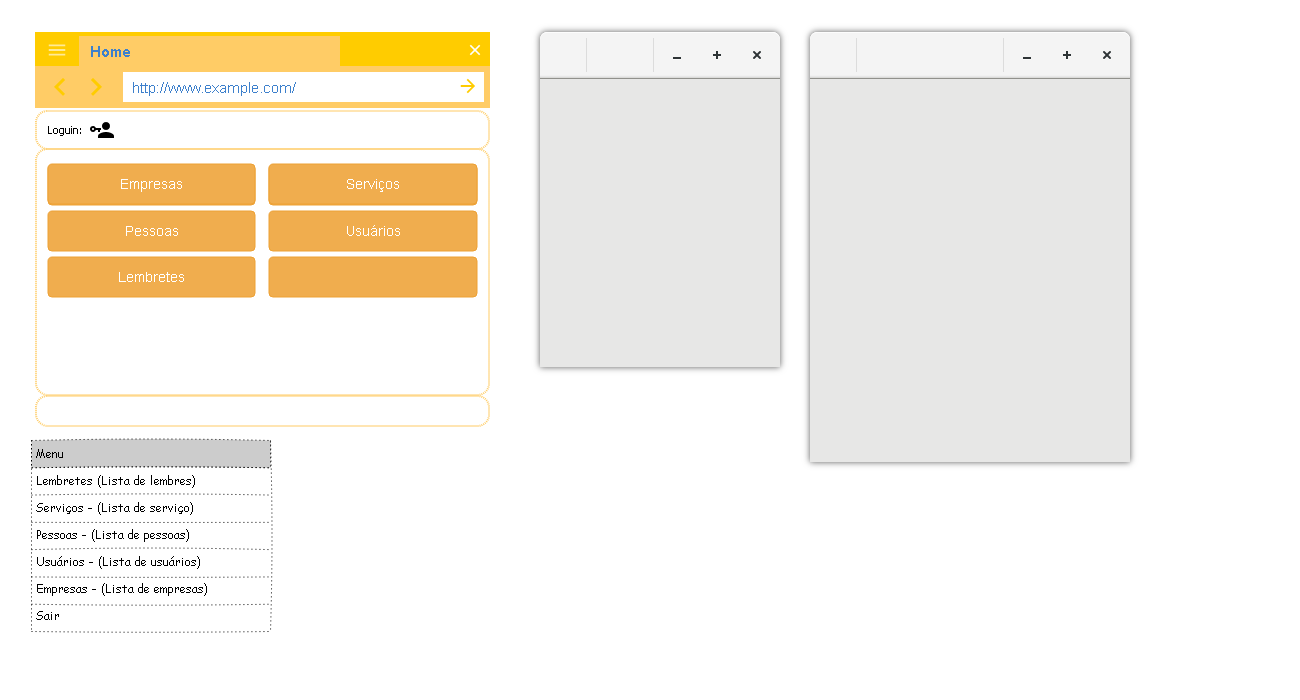 Home
http://www.example.com/
Loguin:
Empresas
Serviços
Pessoas
Usuários
Lembretes
Menu
Lembretes (Lista de lembres)
Serviços - (Lista de serviço)
Pessoas - (Lista de pessoas)
Usuários - (Lista de usuários)
Empresas - (Lista de empresas)
Sair